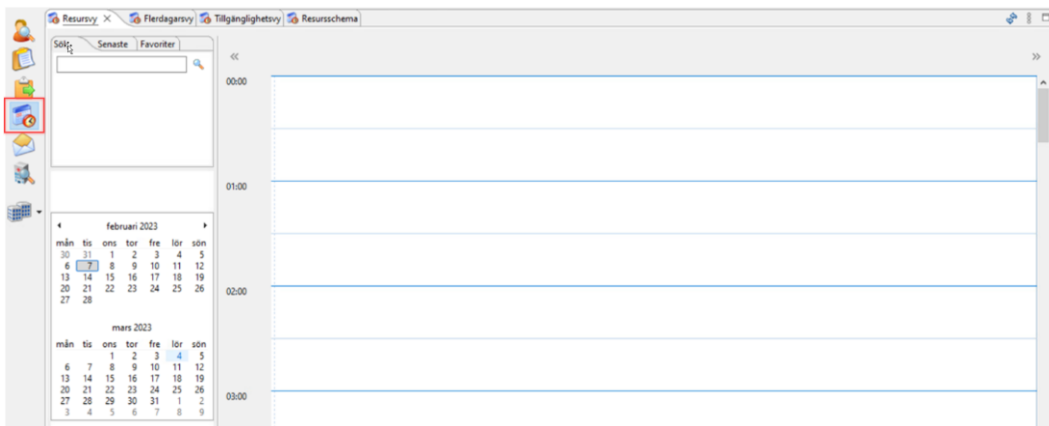 Resursvy Flerdagarsvy Tillgänglighetsvy Resursschema
Sök Senaste Favoriter
«
»
00:00
01:00
februari 2023
mån tis ons tor fre lör sön
30 31 1 2 3 4 5
6 7 8 9 10 11 12
13 14 15 16 17 18 19
20 21 22 23 24 25 26
27 28
02:00
mars 2023
mån tis ons tor fre lör sön
1 2 3 4 5
6 7 8 9 10 11 12
13 14 15 16 17 18 19
20 21 22 23 24 25 26
27 28 29 30 31 1 2
3 4 5 6 7 8 9
03:00